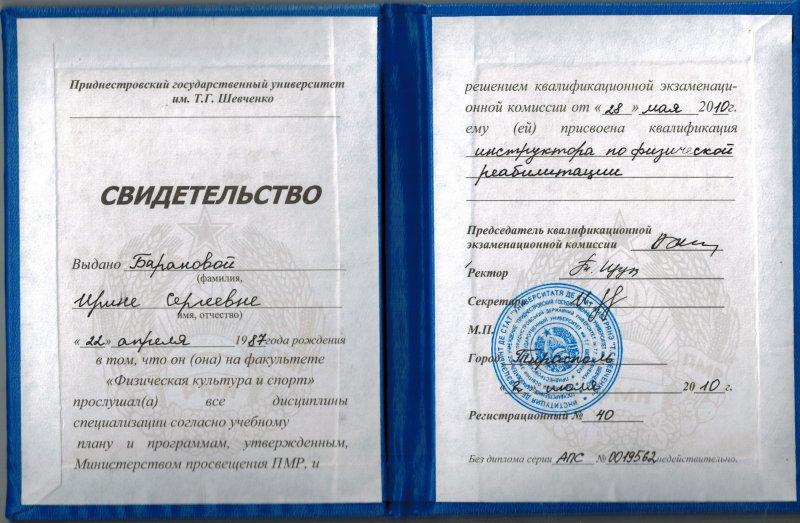 Приднестровский государственный университет
им. Т.Г. Шевченко
СВИДЕТЕЛЬСТВО
Выдано Барановой
(фамилия,
Ирине Сергеевне
имя, отчество)
« 22» апреля 1987 года рождения
в том, что он (она) на факультете
«Физическая культура и спорт»
прослушал(а) все дисциплины
специализации согласно учебному
плану и программам, утвержденным,
Министерством просвещения ПМР, и
решением квалификационной экзаменаци-
онной комиссии от « 28 » мая 2010г.
ему (ей) присвоена квалификация
инструктора по физической
реабилитации
Председатель квалификационной
экзаменационной комиссии
Ректор
Секретарь
М.П.
Город Тирасполь
« 2 » июля 2010 г.
Регистрационный № 40
Без диплома серии АПС № 0019562 недействительно.